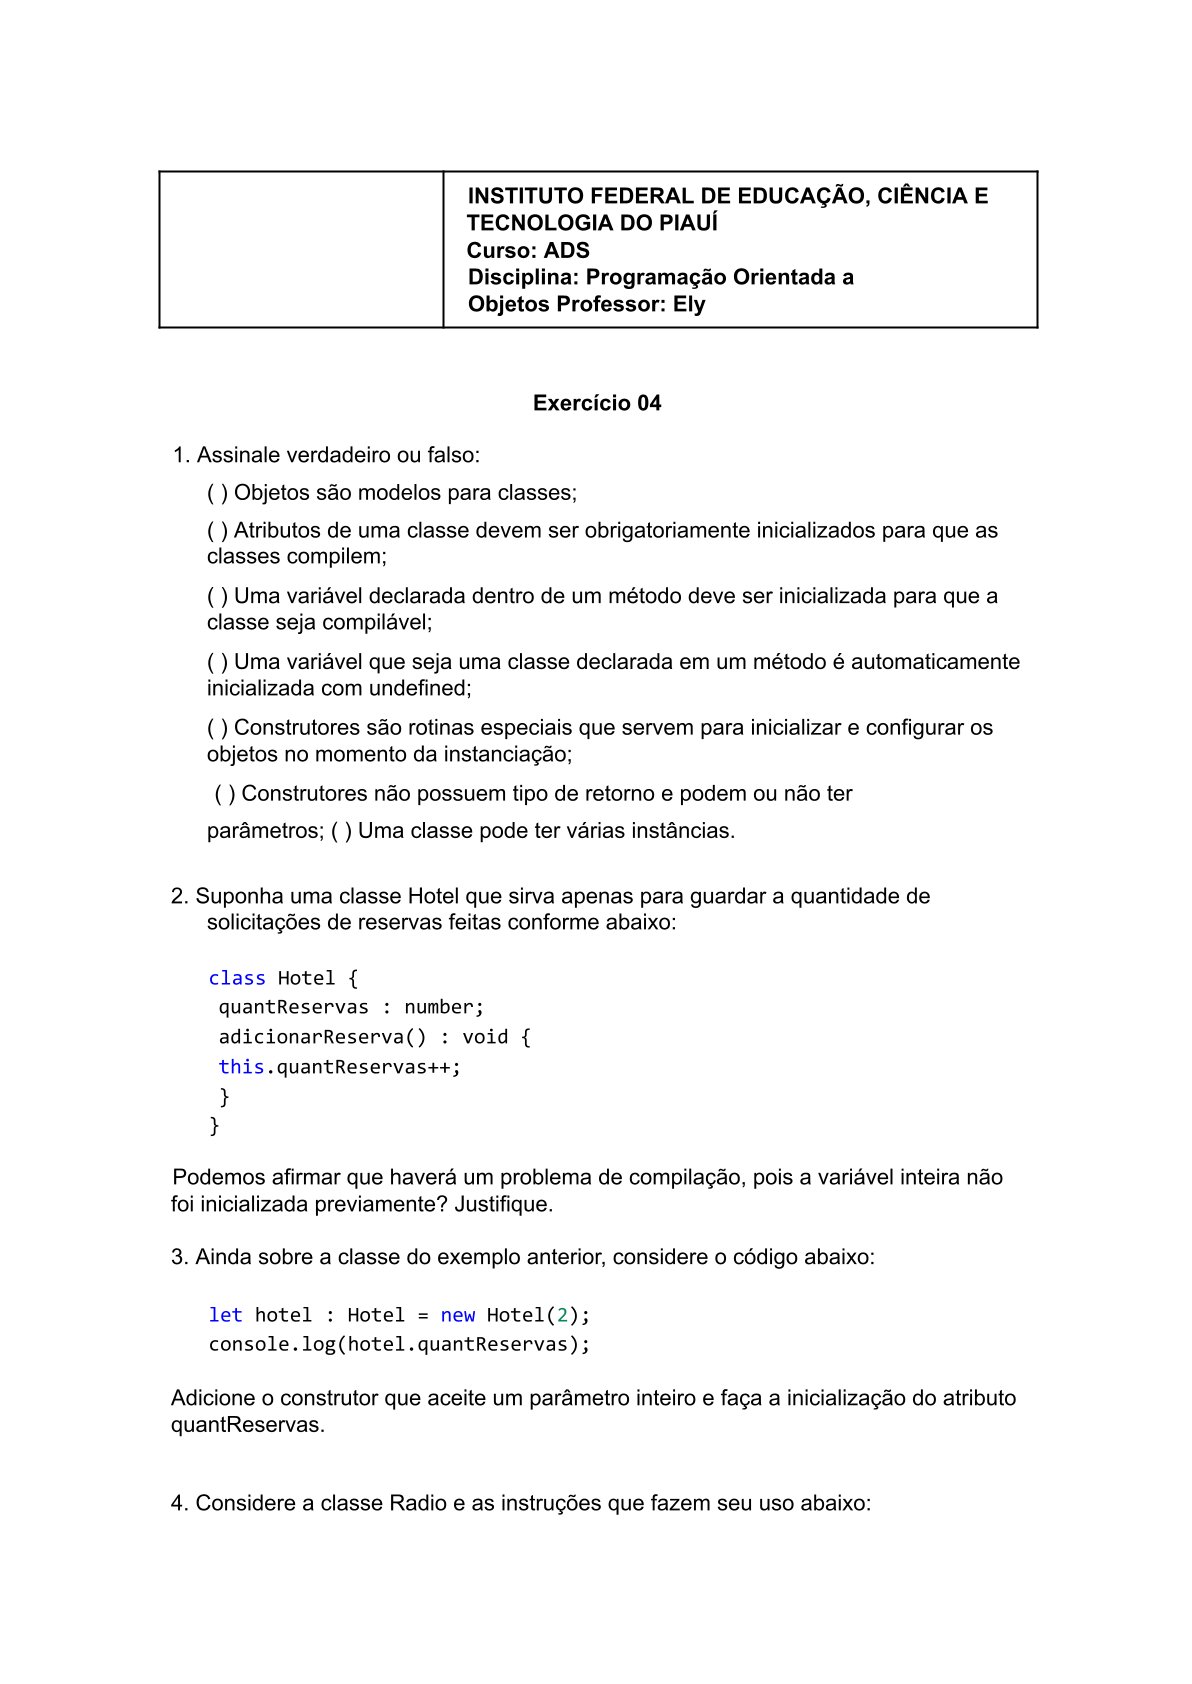 INSTITUTO FEDERAL DE EDUCAÇÃO, CIÊNCIA E
TECNOLOGIA DO PIAUÍ
Curso: ADS
Disciplina: Programação Orientada a
Objetos Professor: Ely
Exercício 04
1. Assinale verdadeiro ou falso:
( ) Objetos são modelos para classes;
( ) Atributos de uma classe devem ser obrigatoriamente inicializados para que as
classes compilem;
( ) Uma variável declarada dentro de um método deve ser inicializada para que a
classe seja compilável;
( ) Uma variável que seja uma classe declarada em um método é automaticamente
inicializada com undefined;
( ) Construtores são rotinas especiais que servem para inicializar e configurar os
objetos no momento da instanciação;
( ) Construtores não possuem tipo de retorno e podem ou não ter
parâmetros; ( ) Uma classe pode ter várias instâncias.
2. Suponha uma classe Hotel que sirva apenas para guardar a quantidade de
solicitações de reservas feitas conforme abaixo:
class Hotel {
quantReservas : number;
adicionarReserva() : void {
this.quantReservas++;
}
}
Podemos afirmar que haverá um problema de compilação, pois a variável inteira não
foi inicializada previamente? Justifique.
3. Ainda sobre a classe do exemplo anterior, considere o código abaixo:
let hotel : Hotel = new Hotel(2);
console.log(hotel.quantReservas);
Adicione o construtor que aceite um parâmetro inteiro e faça a inicialização do atributo
quantReservas.
4. Considere a classe Radio e as instruções que fazem seu uso abaixo: